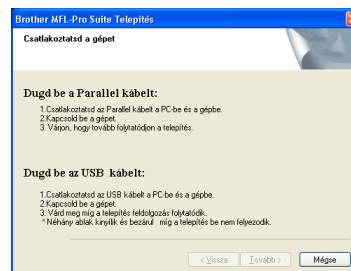 Brother MFL-Pro Suite Telepítés
Csatlakoztatsd a gépet
Dugd be a Parallel kábelt:
1.Csatlakoztatsd az Parallel kábelt a PC-be és a gépbe.
2.Kapcsold be a gépet.
3. Várjon, hogy tovább folytatódjon a telepítés.
Dugd be az USB kábelt:
1.Csatlakoztatsd az USB kábelt a PC-be és a gépbe.
2.Kapcsold be a gépet.
3. Várd meg míg a telepítés feldolgozás folytatódik.
* Néhány ablak kinyílik és bezárul míg a telepítés be nem felyezodik.
< Vissza Iovább > Mégse